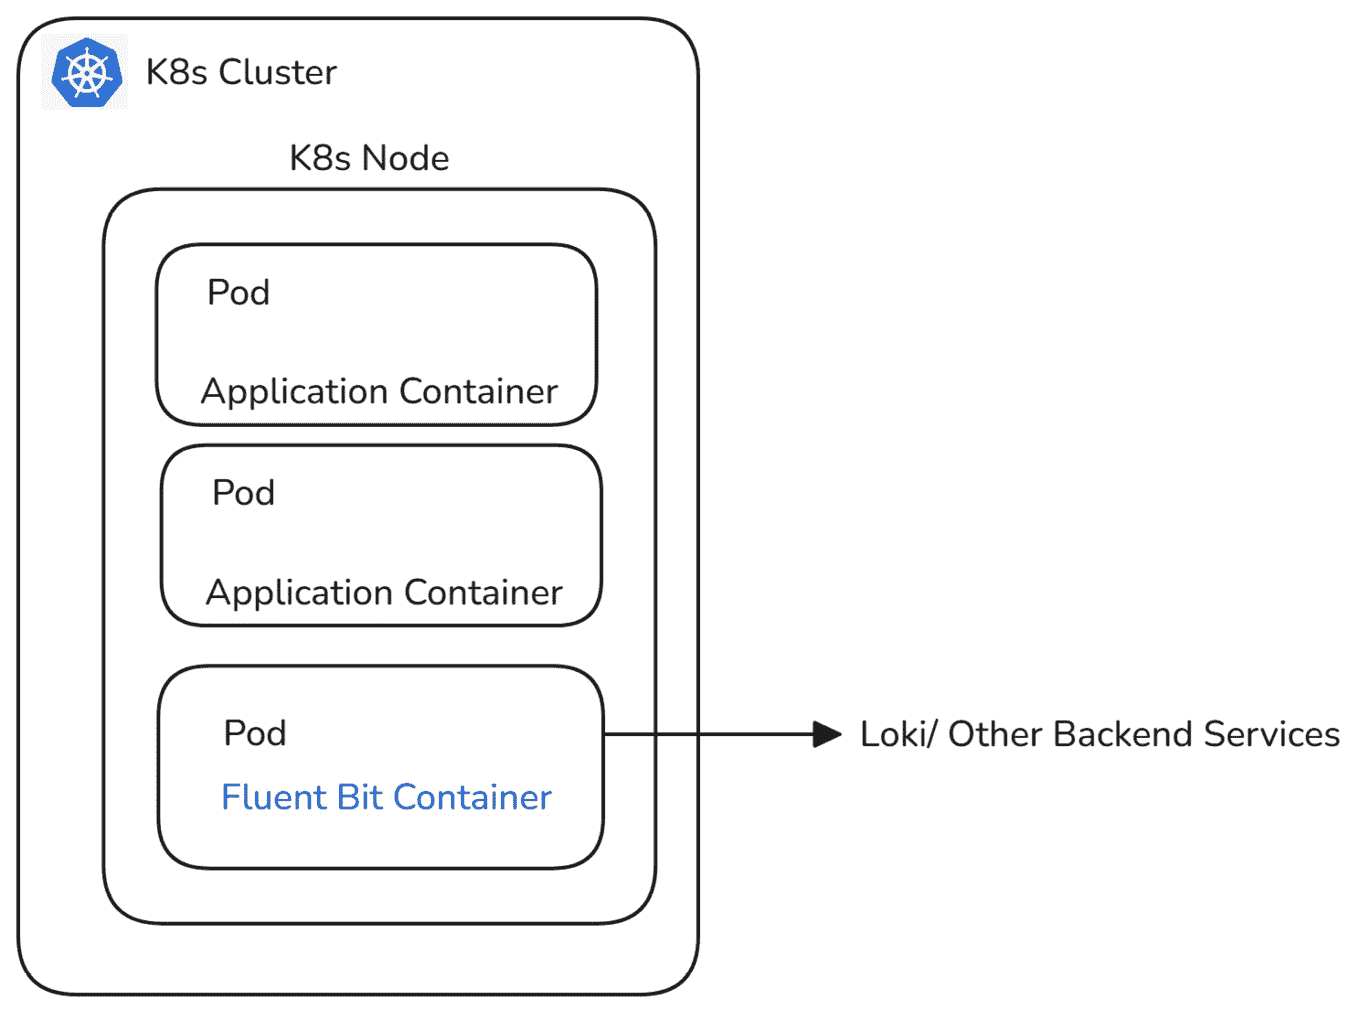 K8s Cluster
K8s Node
Pod
Application Container
Pod
Application Container
Pod
Fluent Bit Container
Loki/ Other Backend Services